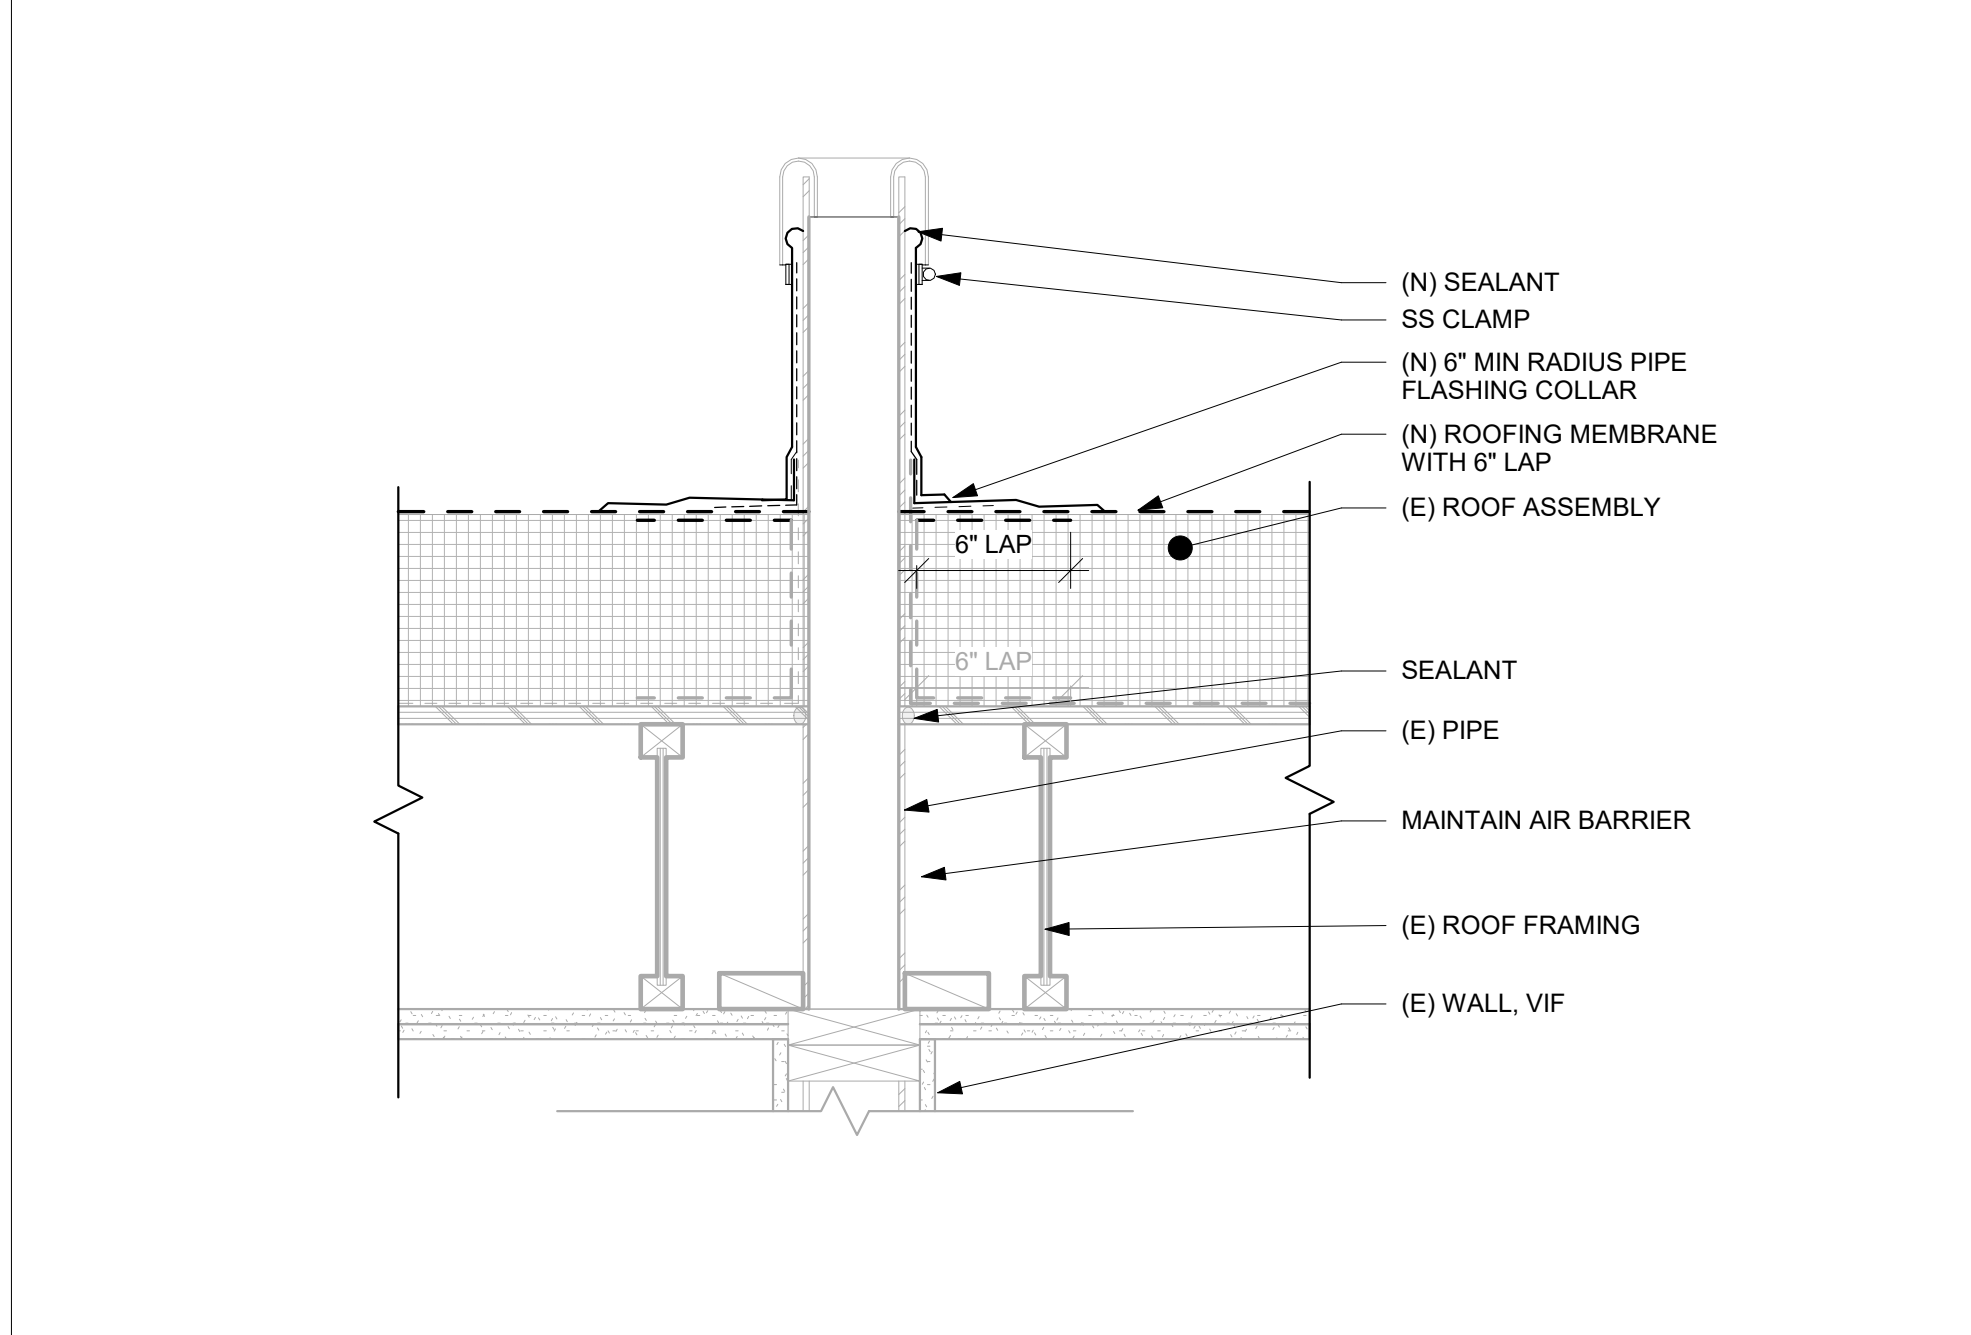 (N) SEALANT
SS CLAMP
(N) 6" MIN RADIUS PIPE
FLASHING COLLAR
(N) ROOFING MEMBRANE
WITH 6" LAP
(E) ROOF ASSEMBLY
6" LAP
6" LAP
SEALANT
(E) PIPE
MAINTAIN AIR BARRIER
(E) ROOF FRAMING
(E) WALL, VIF